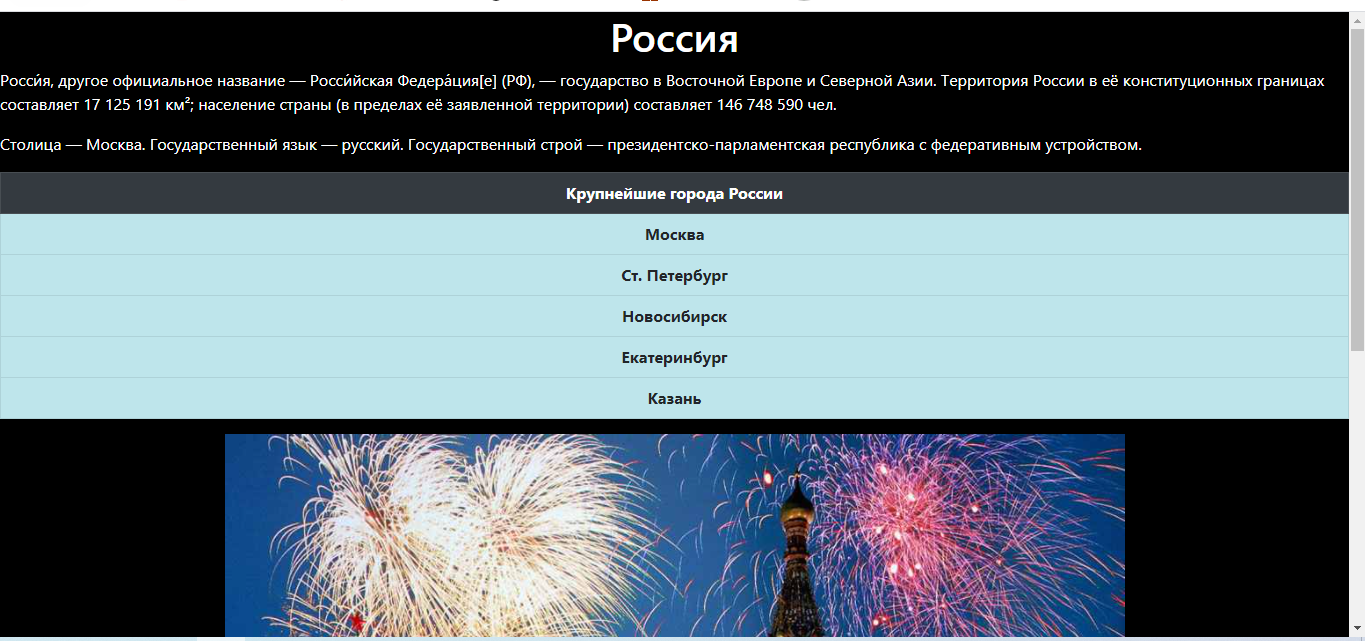 Россия
Росси́я, другое официальное название — Росси́йская Федера́ция[e] (РФ), — государство в Восточной Европе и Северной Азии. Территория России в её конституционных границах
составляет 17 125 191 км²; население страны (в пределах её заявленной территории) составляет 146 748 590 чел.
Столица — Москва. Государственный язык — русский. Государственный строй — президентско-парламентская республика с федеративным устройством.
Крупнейшие города России
Москва
Ст. Петербург
Новосибирск
Екатеринбург
Казань